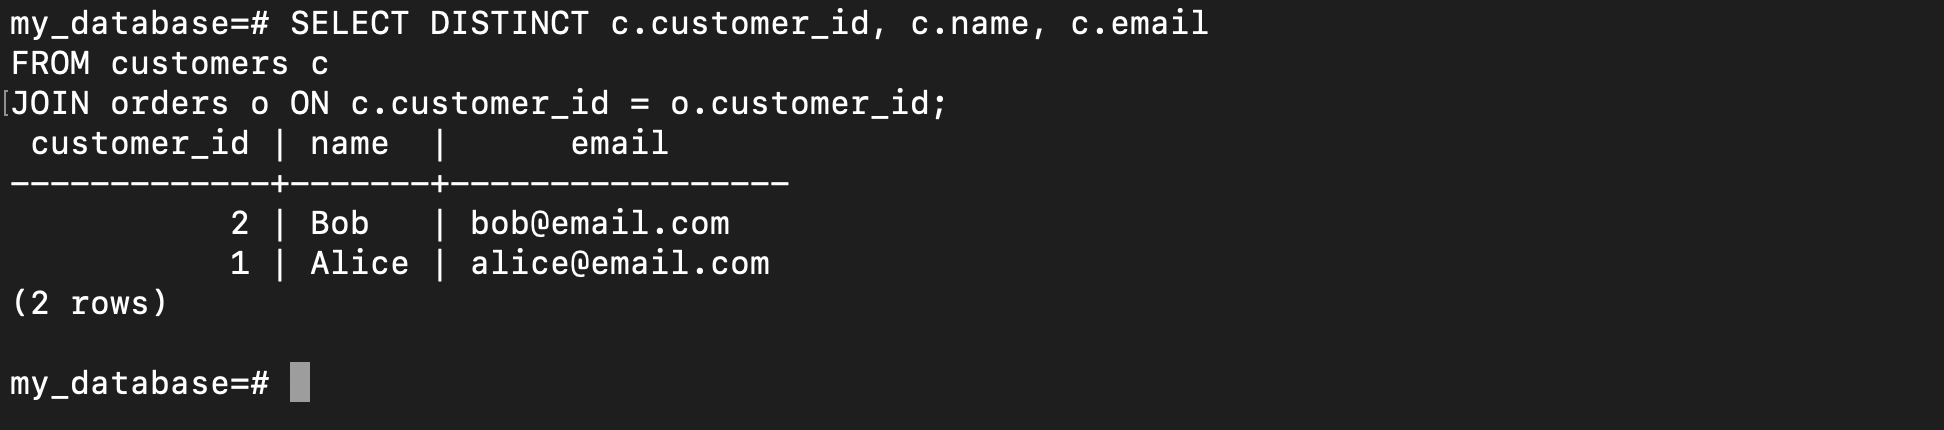 my_database=# SELECT DISTINCT c.customer_id, c.name, c.email
FROM customers c
[JOIN orders o ON c.customer_id = o.customer_id;
 customer_id | name  |      email
-------------+-------+-----------------
           2 | Bob   | bob@email.com
           1 | Alice | alice@email.com
(2 rows)
my_database=#